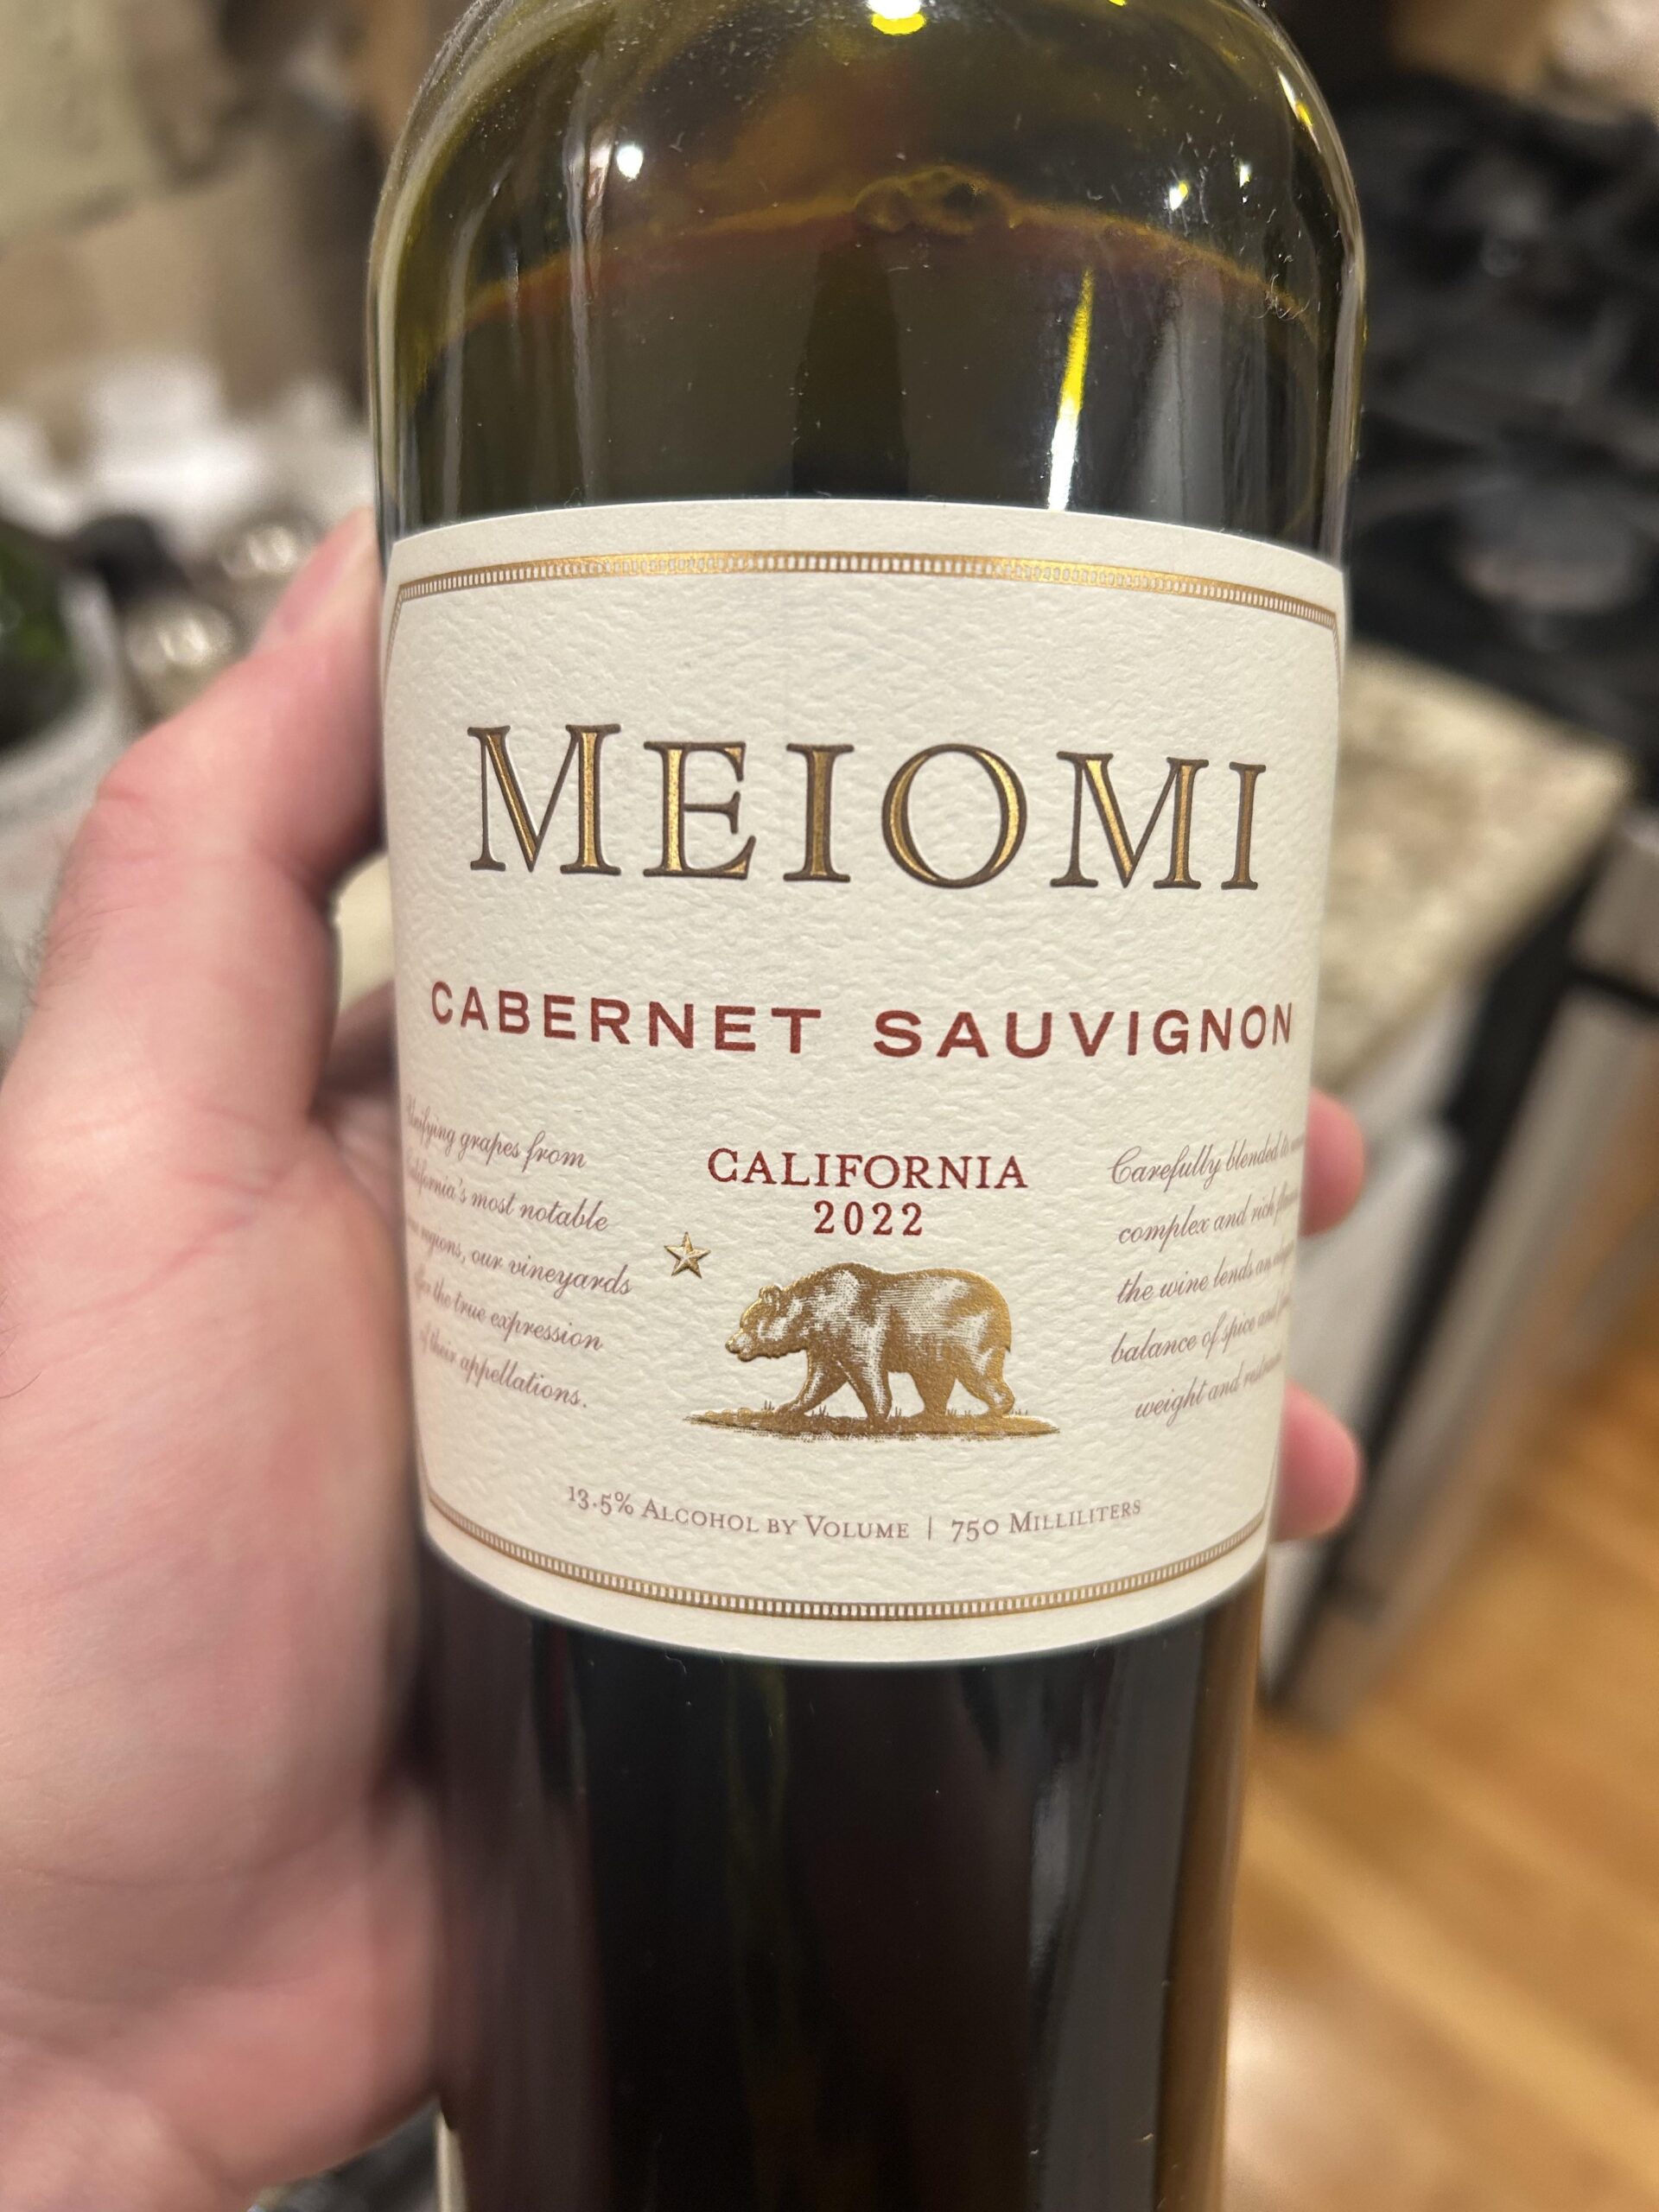 MEIOMI
CABERNET SAUVIGNON
CALIFORNIA
2022
grapes from
California's most notable
regions, our vineyards
the true expression
of their appellations.
Carefully blended
complex and rich
the wine lends an
balance of spice and
weight and
13.5% ALCOHOL BY VOLUME | 750 MILLILITERS